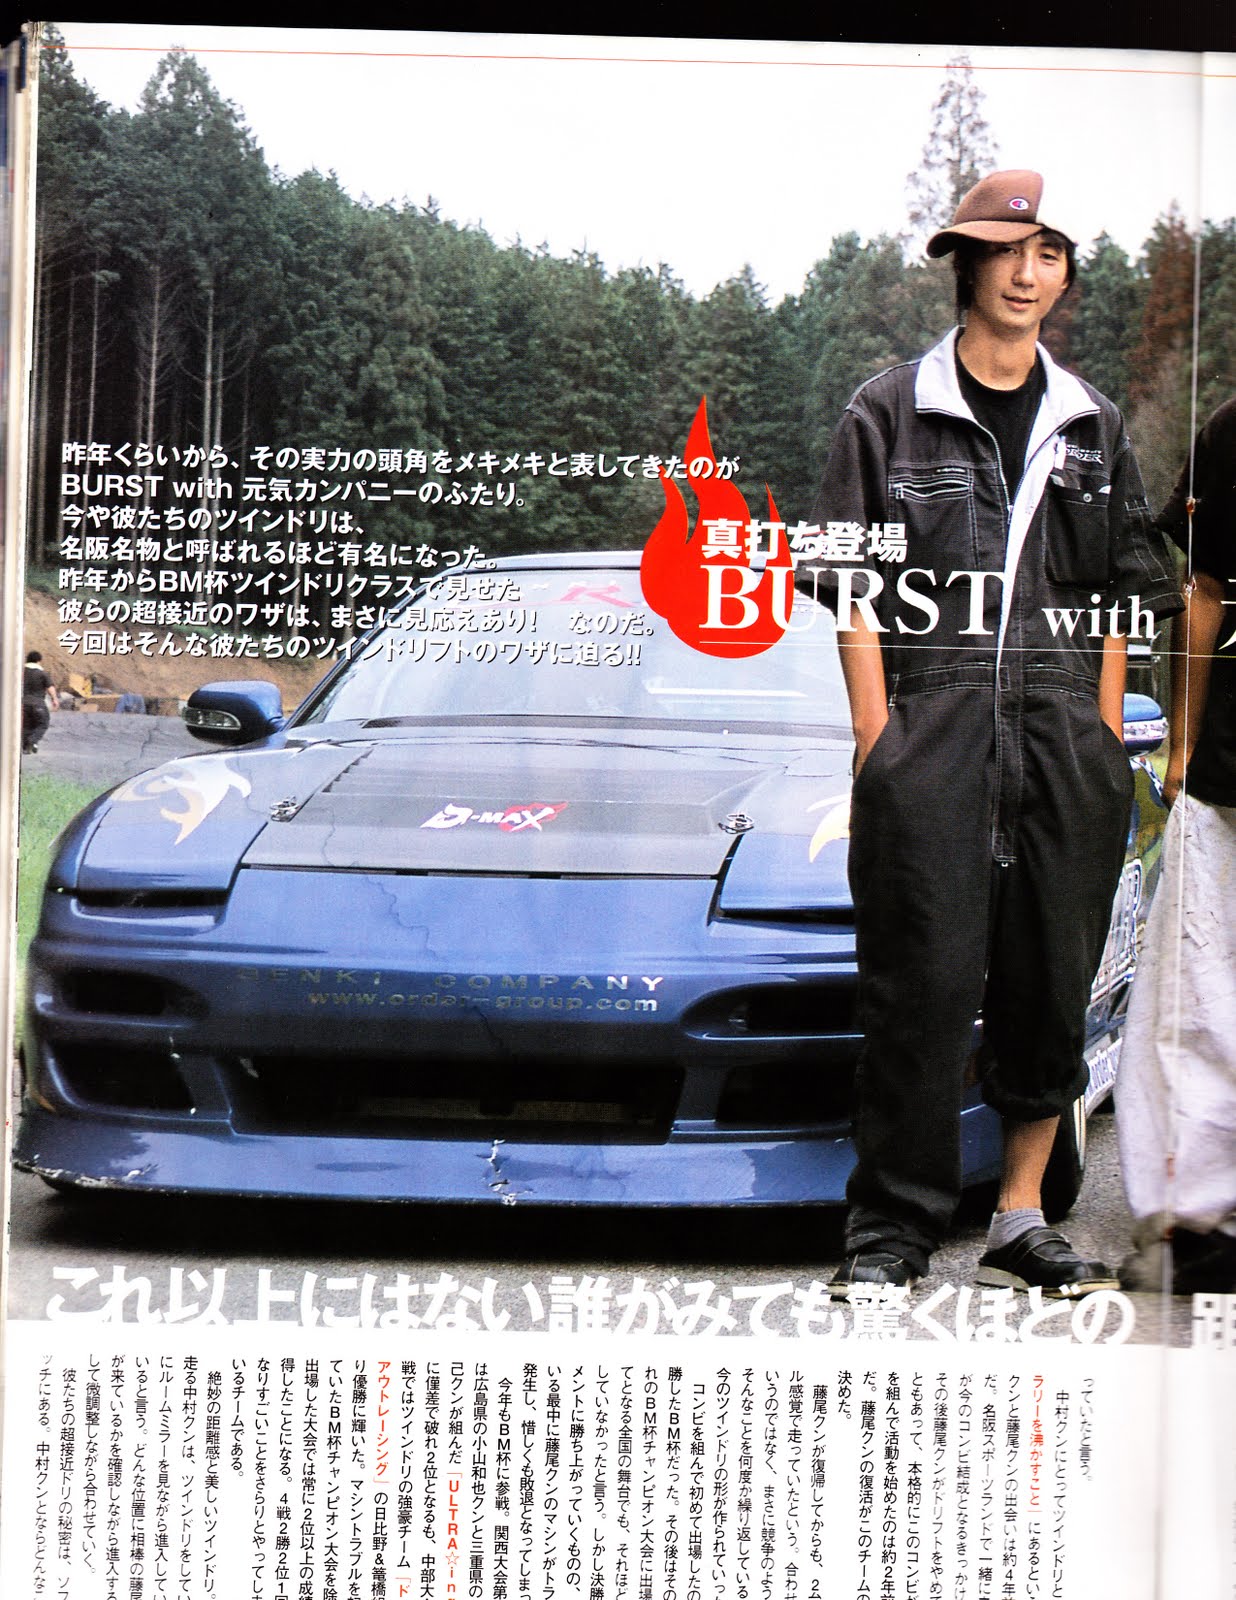 昨年くらいから、その実力の頭角をメキメキと表してきたのが
BURST with 元気カンパニーのふたり。
今や彼たちのツインドリは、
名阪名物と呼ばれるほど有名になった。
昨年からBM杯ツインドリクラスで見せた
彼らの超接近のワザは、まさに見応えあり！　なのだ。
今回はそんな彼たちのツインドリフトのワザに迫る!!
真打ち登場
BURST with
D-MAX
GENKI COMPANY
www.order-group.com
これ以上にはない誰がみても驚くほどの
っていたと言う。
中村クンにとってツインドリと
ラリーを沸かすこと」にあるという
クンと藤尾クンの出会いは約4年前
だ。名阪スポーツランドで一緒に走
が今のコンビ結成となるきっかけ
その後藤尾クンがドリフトをやめて
ともあって、本格的にこのコンビが
を組んで活動を始めたのは約2年前
だ。藤尾クンの復活がこのチームの
決めた。
藤尾クンが復帰してからも、2人
ル感覚で走っていたという。合わせ
いうのではなく、まさに競争のよう
そんなことを何度か繰り返している
今のツインドリの形が作られていっ
コンビを組んで初めて出場したの
勝したBM杯だった。その後はその
れのBM杯チャンピオン大会に出場
てとなる全国の舞台でも、それほど
していなかったと言う。しかし決勝
メントに勝ち上がっていくものの、
いる最中に藤尾クンのマシンがトラ
発生し、惜しくも敗退となってしまっ
今年もBM杯に参戦。関西大会第
は広島県の小山和也クンと三重県の
己クンが組んだ「ULTRA☆in
に僅差で破れ2位となるも、中部大
戦ではツインドリの強豪チーム「ド
アウトレーシング」の日比野&篭橋組
り優勝に輝いた。マシントラブルを起
ていたBM杯チャンピオン大会を除
出場した大会では常に2位以上の成績
得したことになる。4戦2勝2位1回
なりすごいことをさらりとやってしま
いるチームである。
絶妙の距離感と美しいツインドリ。
走る中村クンは、ツインドリをしてい
にルームミラーを見ながら進入してい
いると言う。どんな位置に相棒の藤尾
が来ているかを確認しながら進入する
して微調整しながら合わせていく。
彼たちの超接近ドリの秘密は、ソフ
ッチにある。中村クンとならどんなこ